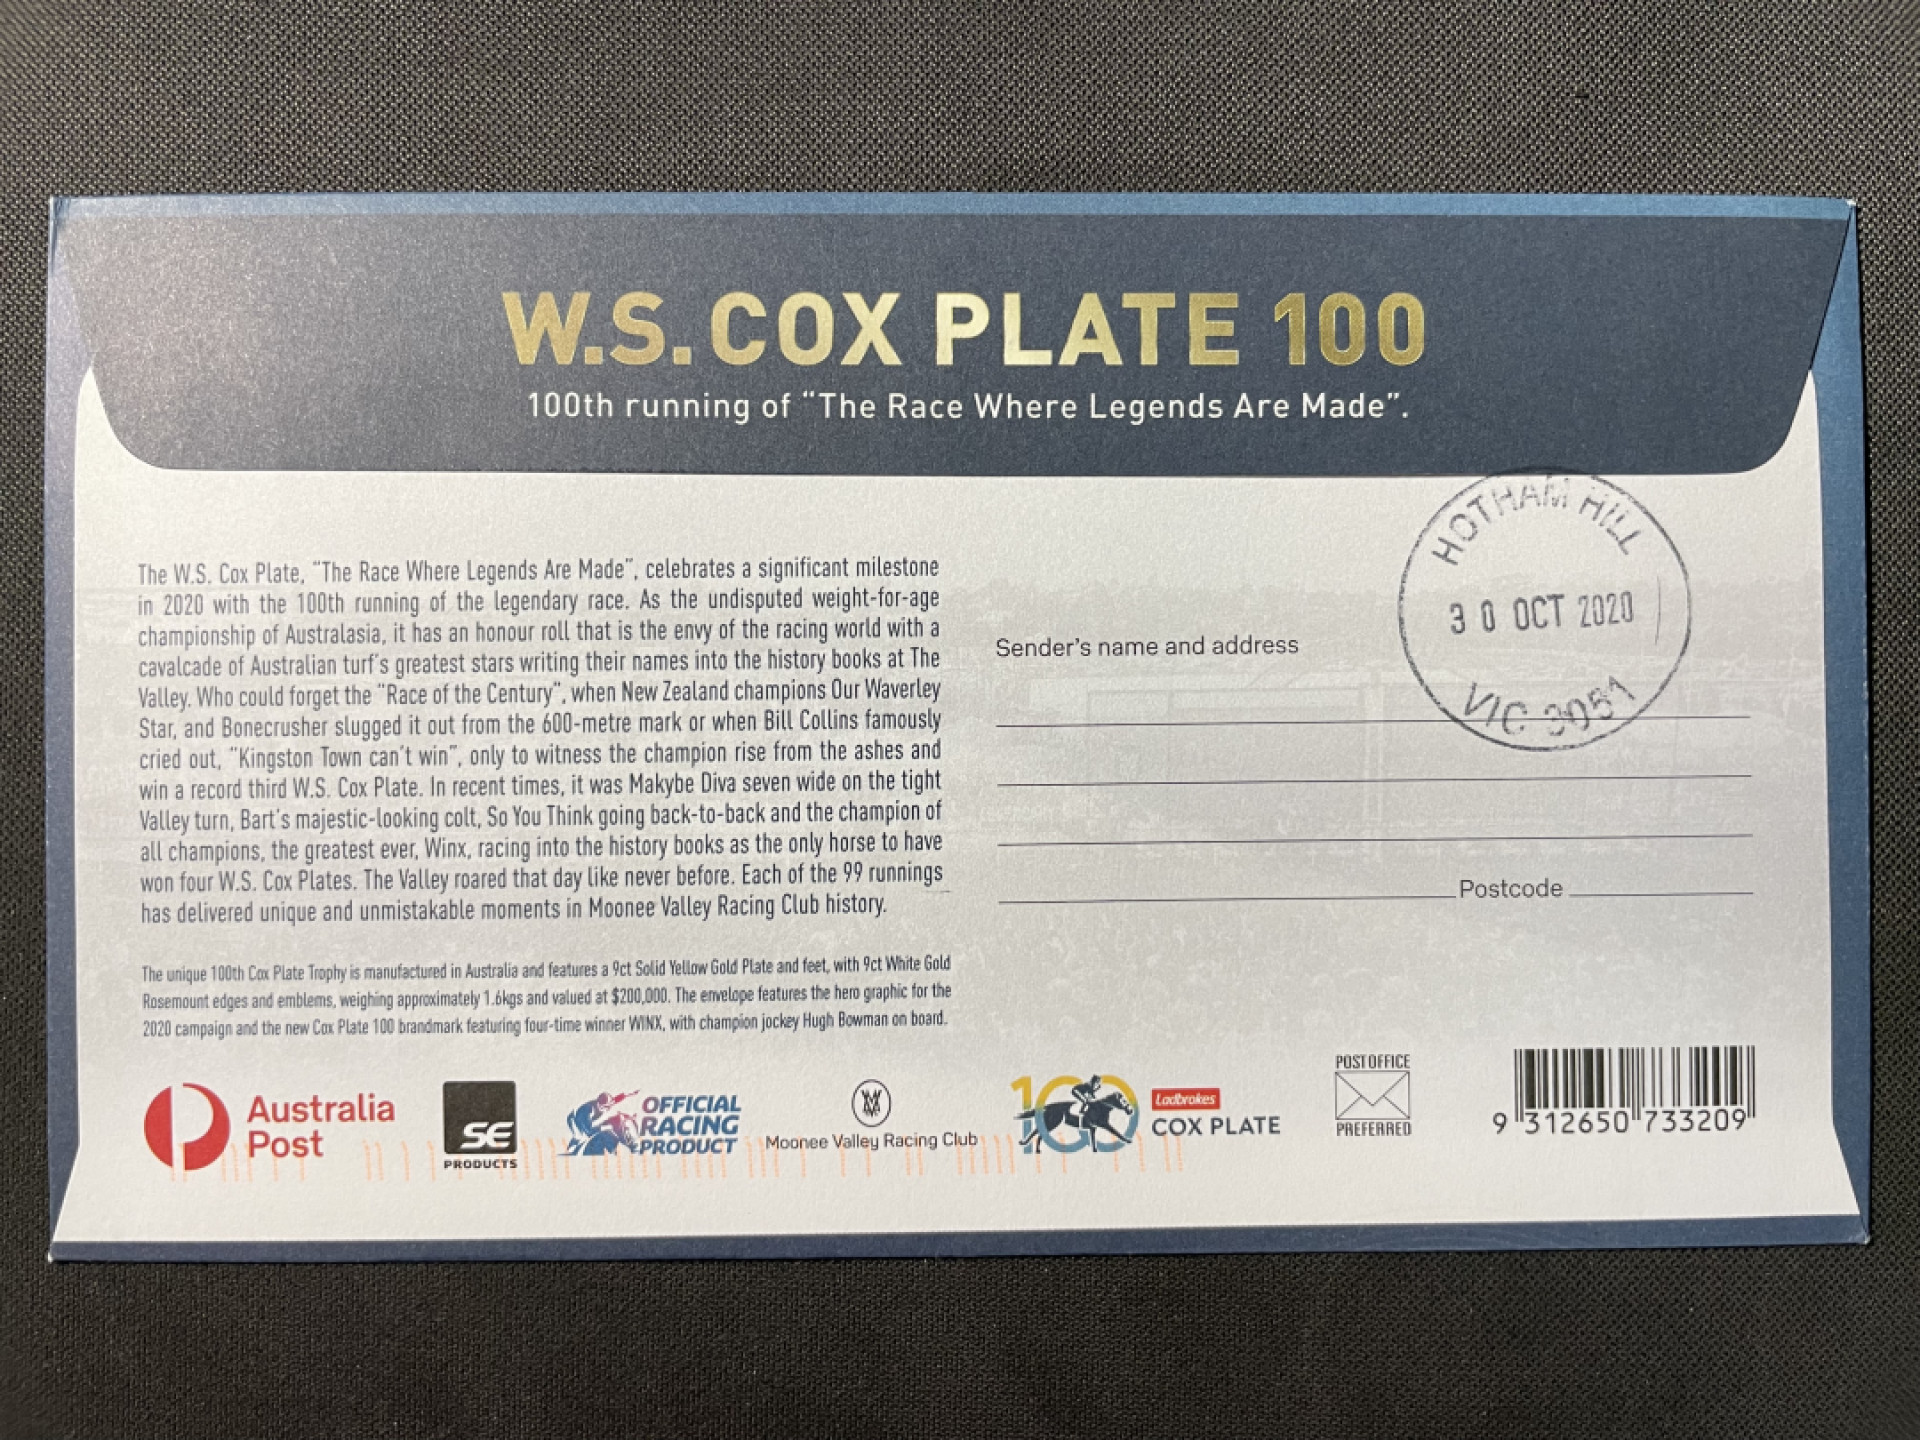 W.S. COX PLATE 100
100th running of “The Race Where Legends Are Made”.
The W.S. Cox Plate, “The Race Where Legends Are Made”, celebrates a significant milestone
in 2020 with the 100th running of the legendary race. As the undisputed weight-for-age
championship of Australasia, it has an honour roll that is the envy of the racing world with a
cavalcade of Australian turf's greatest stars writing their names into the history books at The
Valley. Who could forget the “Race of the Century”, when New Zealand champions Our Waverley
Star, and Bonecrusher slugged it out from the 600-metre mark or when Bill Collins famously
cried out, “Kingston Town can't win”, only to witness the champion rise from the ashes and
win a record third W.S. Cox Plate. In recent times, it was Makybe Diva seven wide on the tight
Valley turn, Bart's majestic-looking colt, So You Think going back-to-back and the champion of
all champions, the greatest ever, Winx, racing into the history books as the only horse to have
won four W.S. Cox Plates. The Valley roared that day like never before. Each of the 99 runnings
has delivered unique and unmistakable moments in Moonee Valley Racing Club history.
The unique 100th Cox Plate Trophy is manufactured in Australia and features a 9ct Solid Yellow Gold Plate and feet, with 9ct White Gold
Rosemount edges and emblems, weighing approximately 1.6kgs and valued at $200,000. The envelope features the hero graphic for the
2020 campaign and the new Cox Plate 100 brandmark featuring four-time winner WINX, with champion jockey Hugh Bowman on board.
HOTHAM HILL
30 OCT 2020
VIC 3051
Sender's name and address
Postcode
Australia
Post
SE
PRODUCTS
OFFICIAL
RACING
PRODUCT
Moonee Valley Racing Club
100
Ladbrokes
COX PLATE
POST OFFICE
PREFERRED
9 312650 733209